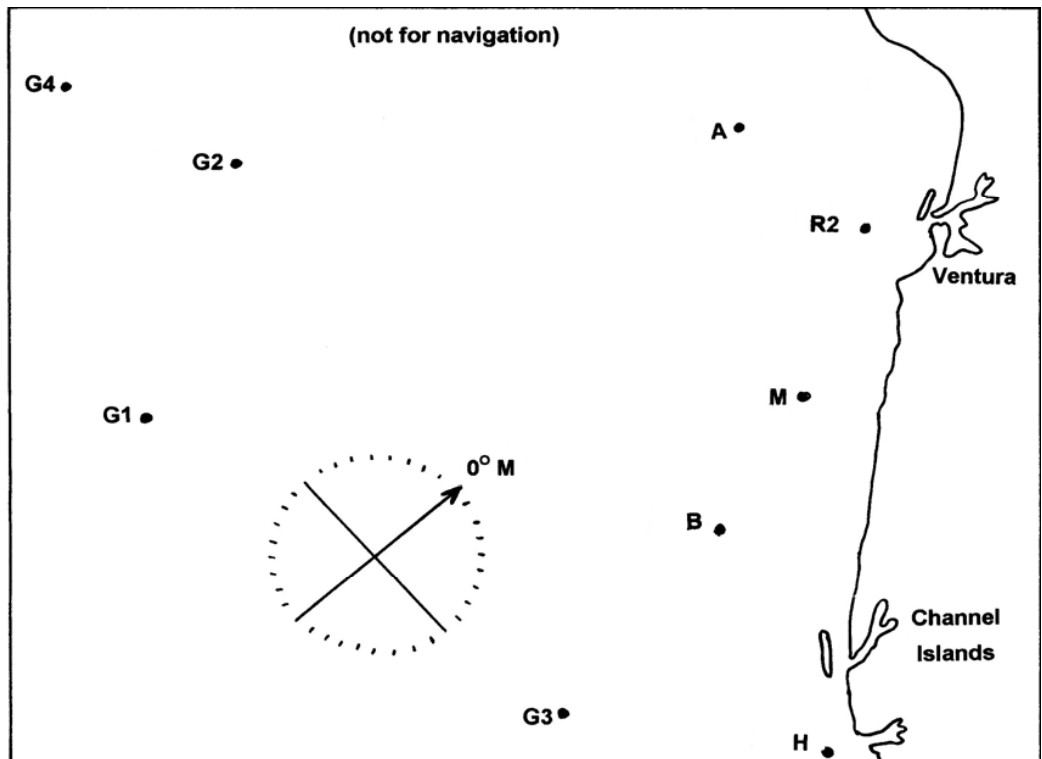 (not for navigation)
G4
A
G2
R2
Ventura
M
G1
0° M
B
Channel
Islands
G3
H